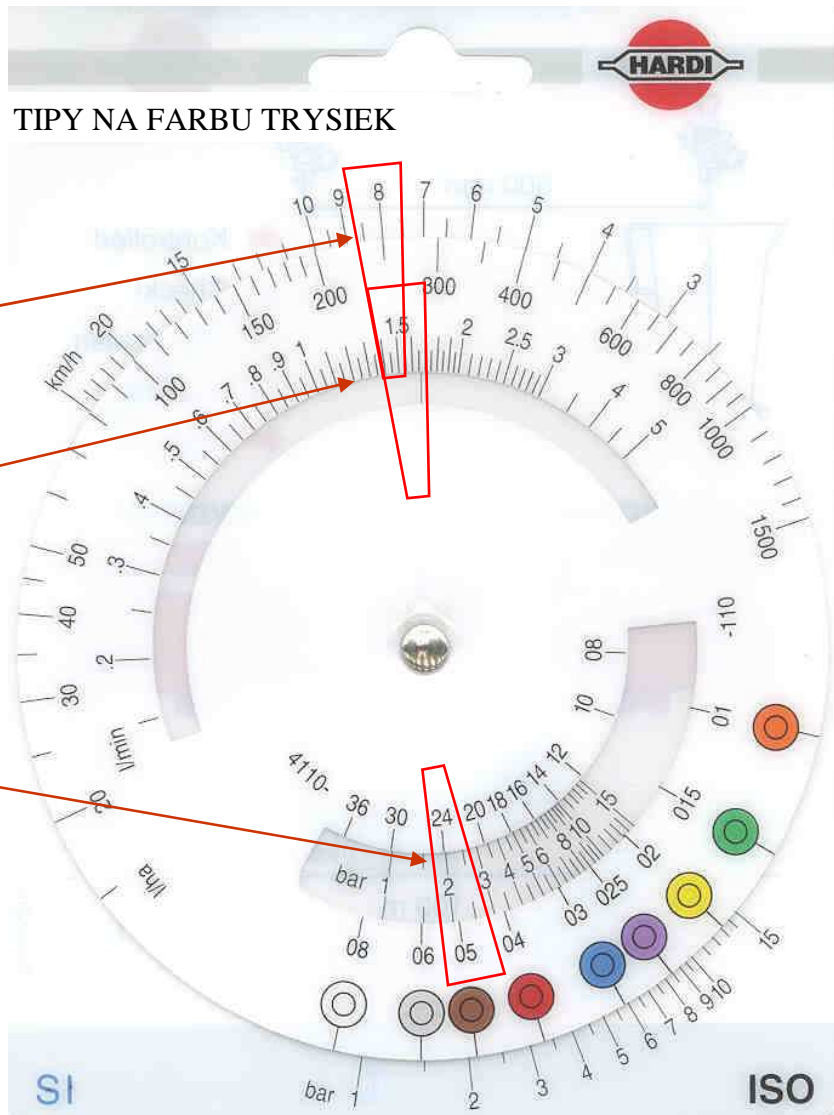 HARDI
TIPY NA FARBU TRYSIEK
km/h 20 15 10 9 8 7 6 5 4 3
50 40 30 20 l/ha
100 150 200 300 400 600 800 1000 1500
l/min .2 .3 .4 .5 .6 .7 .8 .9 1 1.5 2 2.5 3 4 5
-110
08 10 12 14 16 18 20 24 30 36 4110-
bar 1 2 3 4 5 6 8 10 15
01 015 02 025 03 04 05 06 08
bar 1 2 3 4 5 6 7 8 9 10 15
SI
ISO